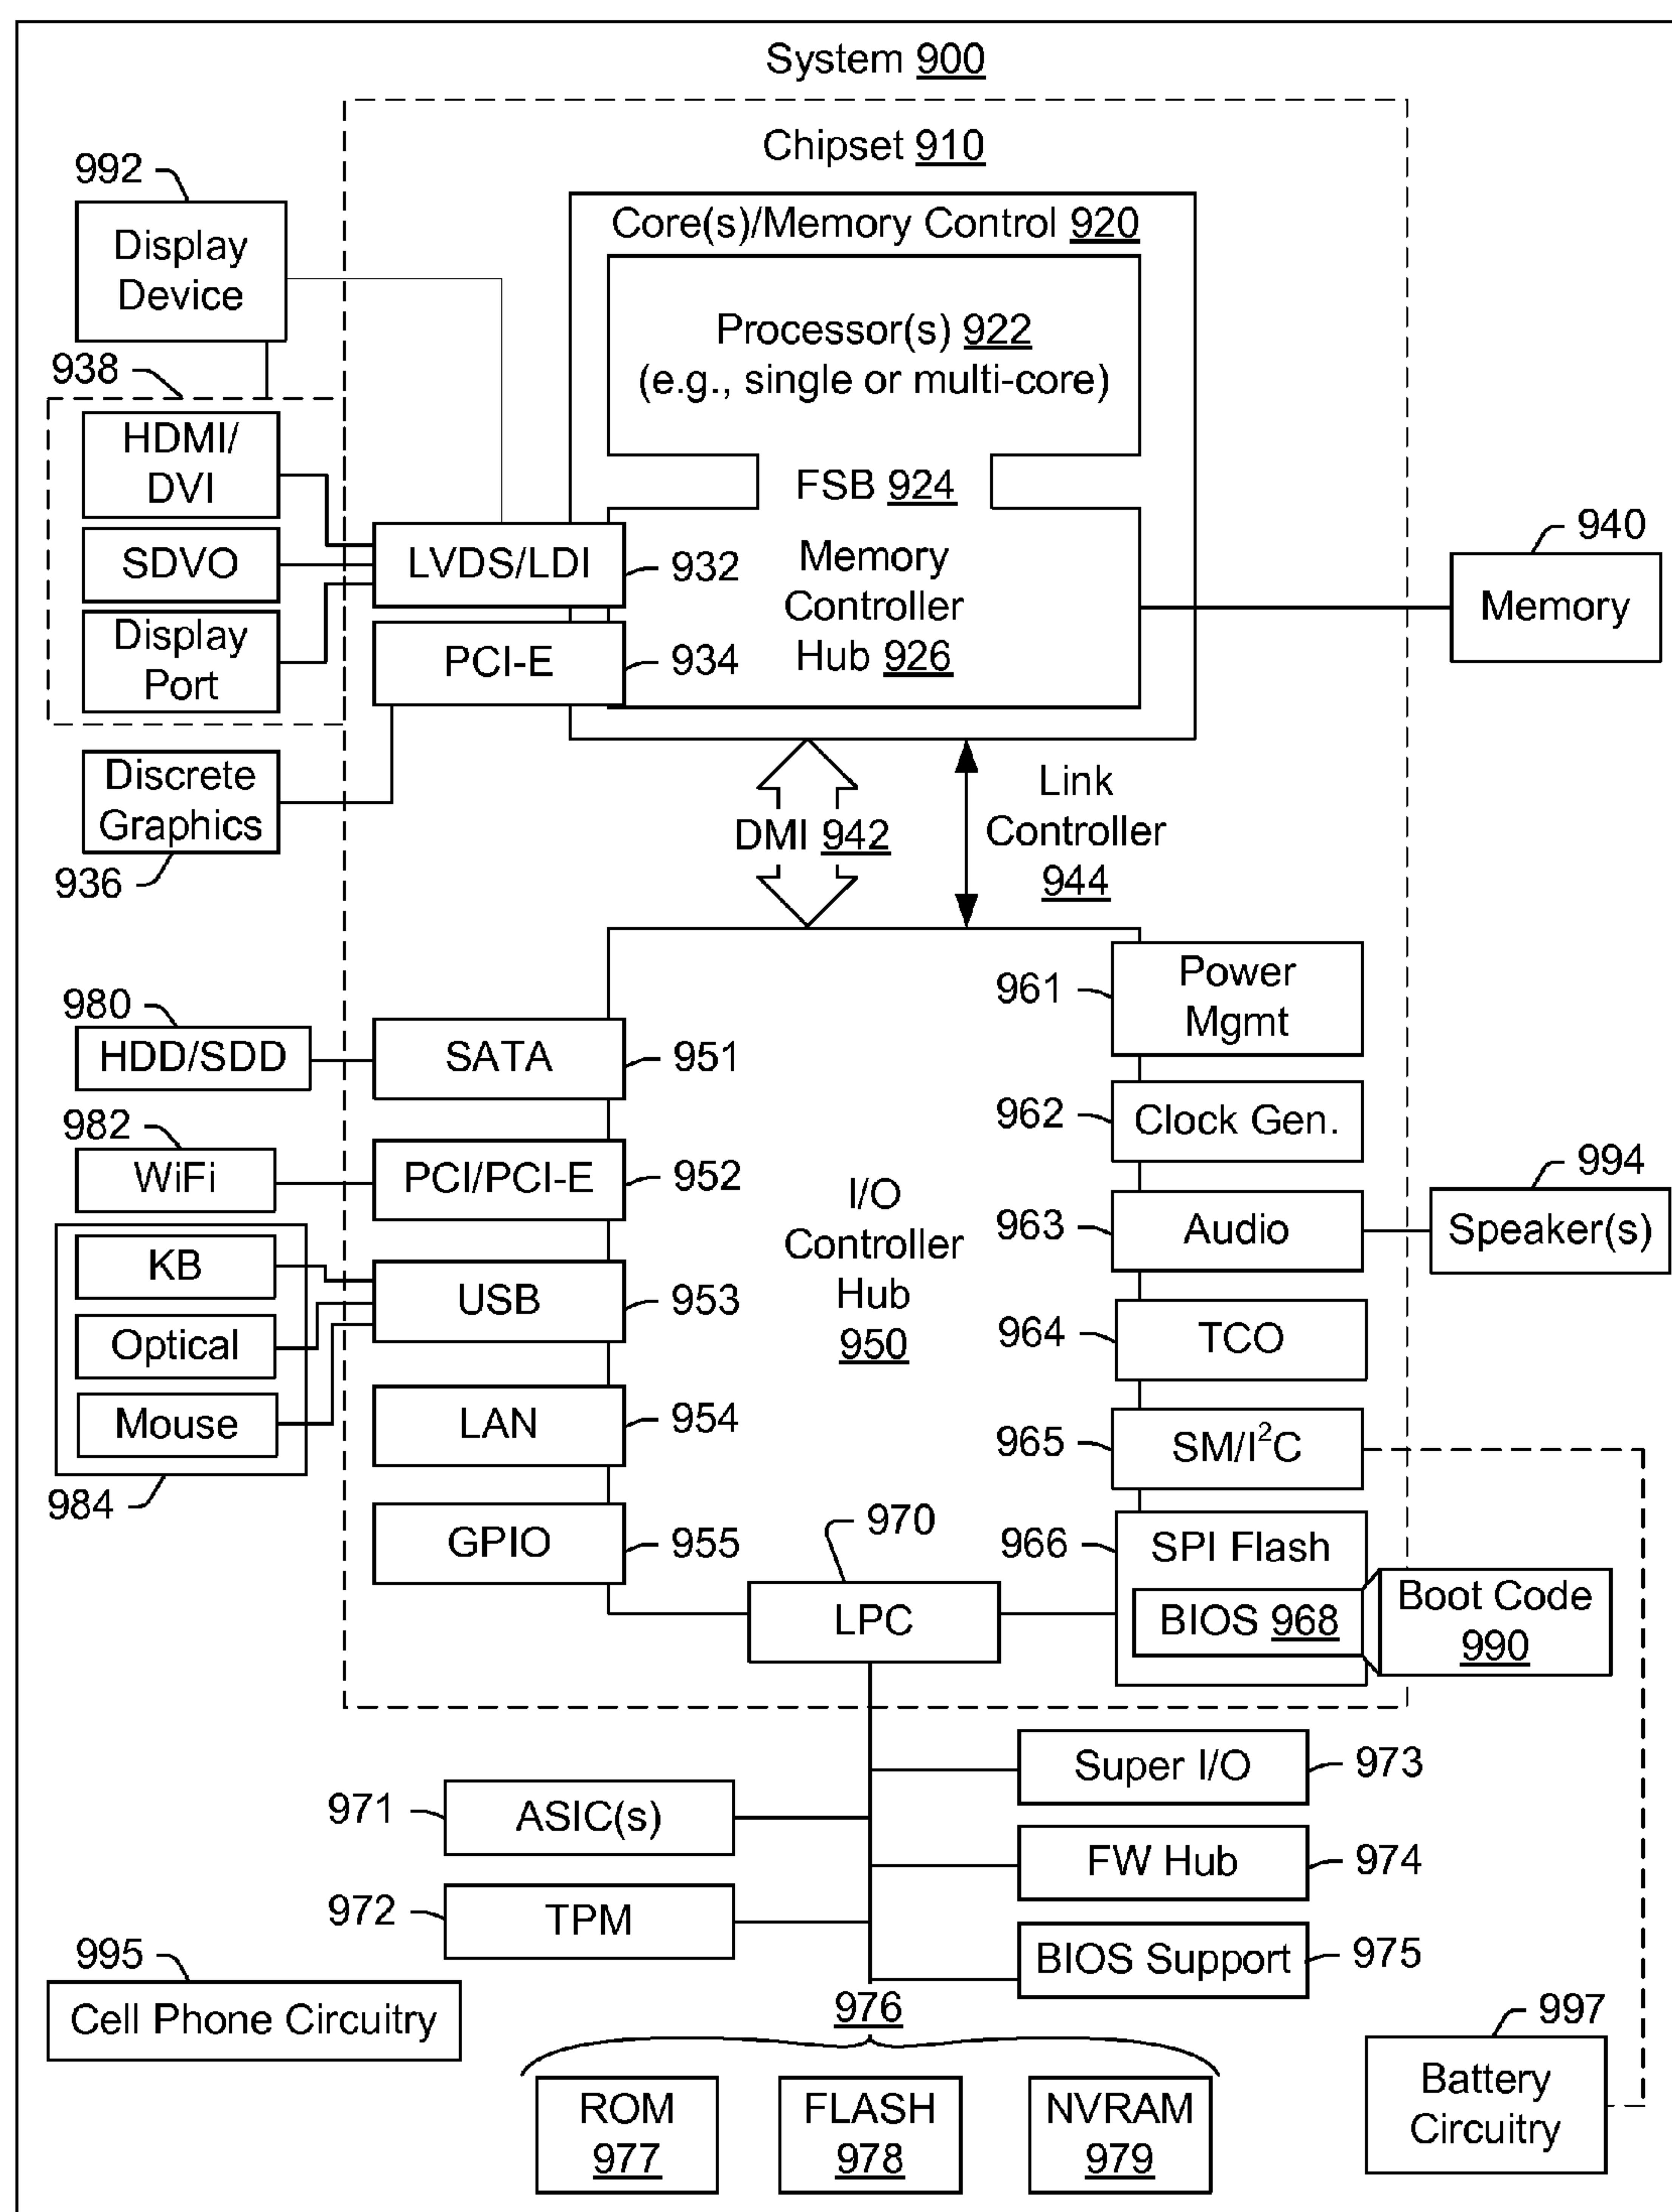 System 900
Chipset 910
992
Display
Device
Core(s)/Memory Control 920
Processor(s) 922
(e.g., single or multi-core)
938
HDMI/
DVI
SDVO
Display
Port
FSB 924
LVDS/LDI
932
Memory
Controller
Hub 926
PCI-E
934
940
Memory
Discrete
Graphics
936
DMI 942
Link
Controller
944
980
HDD/SDD
SATA
951
961
Power
Mgmt
982
WiFi
PCI/PCI-E
952
962
Clock Gen.
I/O
Controller
Hub
950
963
Audio
994
Speaker(s)
KB
Optical
Mouse
984
USB
953
964
TCO
LAN
954
965
SM/I²C
GPIO
955
970
LPC
966
SPI Flash
BIOS 968
Boot Code
990
971
ASIC(s)
Super I/O
973
972
TPM
FW Hub
974
BIOS Support
975
995
Cell Phone Circuitry
976
ROM
977
FLASH
978
NVRAM
979
997
Battery
Circuitry